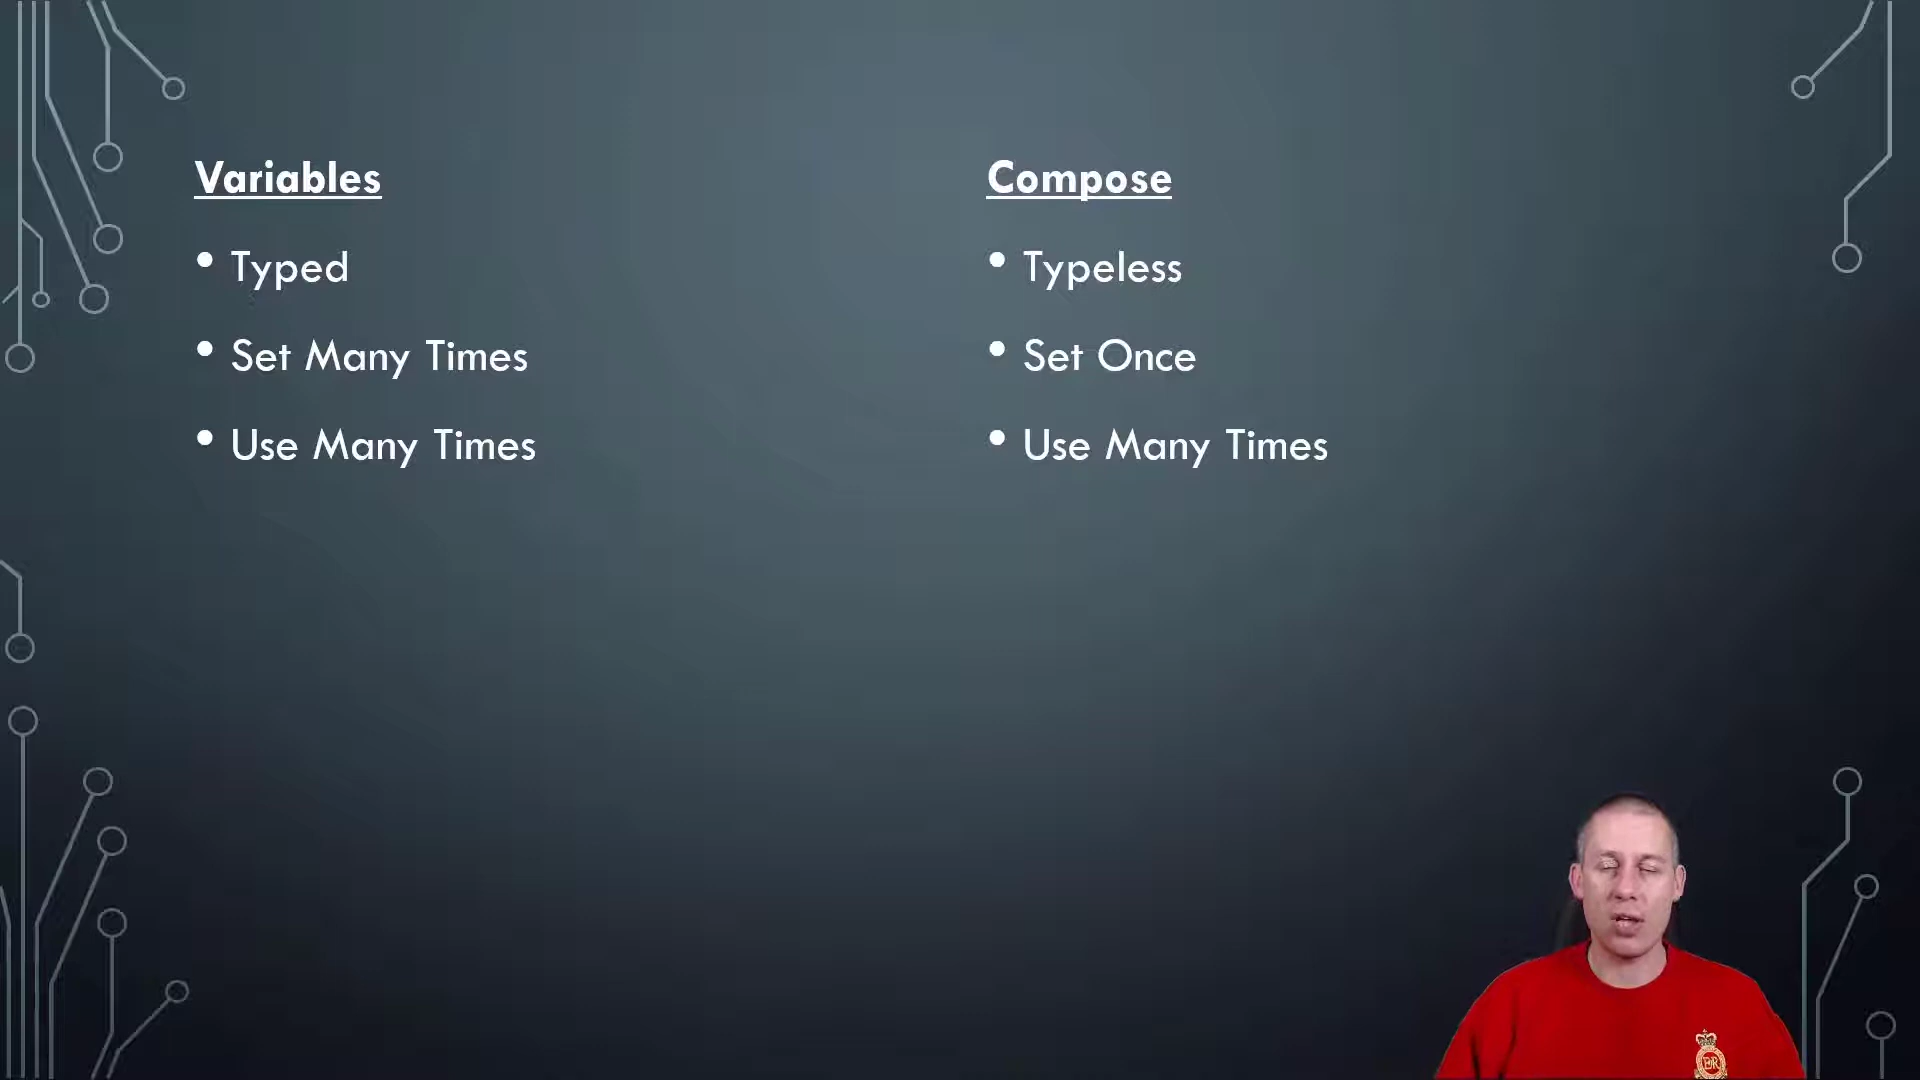 Variables
• Typed
• Set Many Times
• Use Many Times
Compose
• Typeless
• Set Once
• Use Many Times